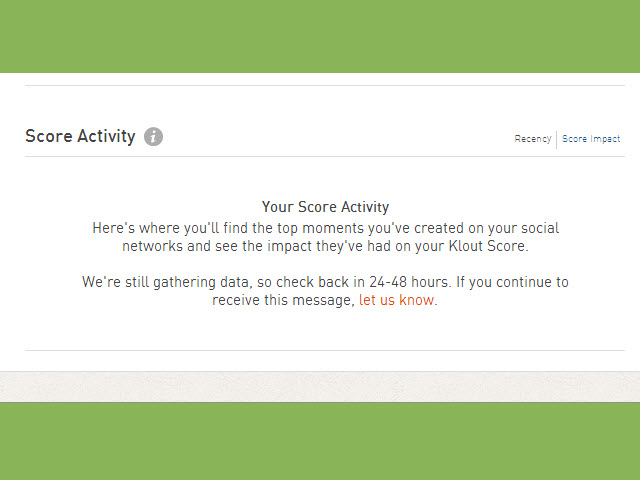 Score Activity i
Recency Score Impact
Your Score Activity
Here's where you'll find the top moments you've created on your social
networks and see the impact they've had on your Klout Score.
We're still gathering data, so check back in 24-48 hours. If you continue to
receive this message, let us know.